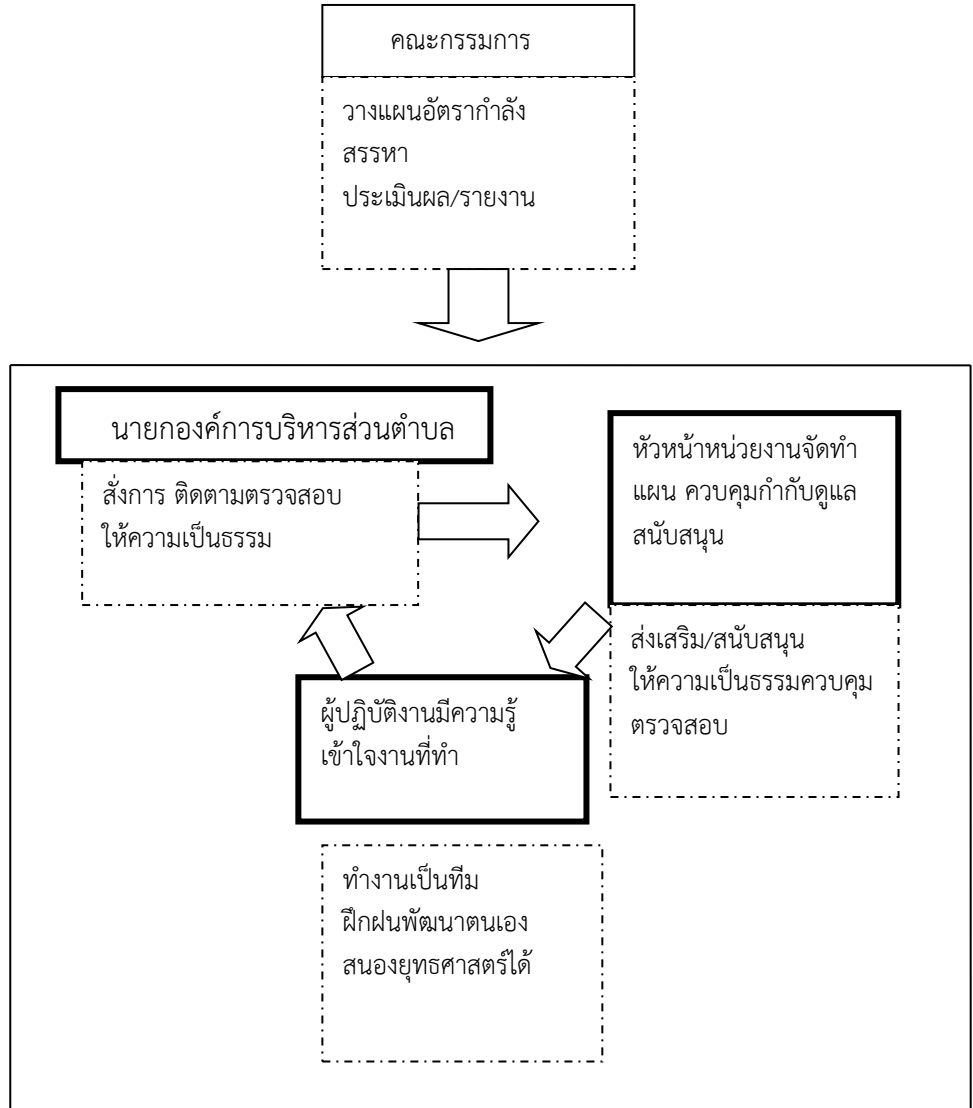 คณะกรรมการ
วางแผนอัตรากำลัง
สรรหา
ประเมินผล/รายงาน
นายกองค์การบริหารส่วนตำบล
สั่งการ ติดตามตรวจสอบ
ให้ความเป็นธรรม
หัวหน้าหน่วยงานจัดทำ
แผน ควบคุมกำกับดูแล
สนับสนุน
ส่งเสริม/สนับสนุน
ให้ความเป็นธรรมควบคุม
ตรวจสอบ
ผู้ปฏิบัติงานมีความรู้
เข้าใจงานที่ทำ
ทำงานเป็นทีม
ฝึกฝนพัฒนาตนเอง
สนองยุทธศาสตร์ได้